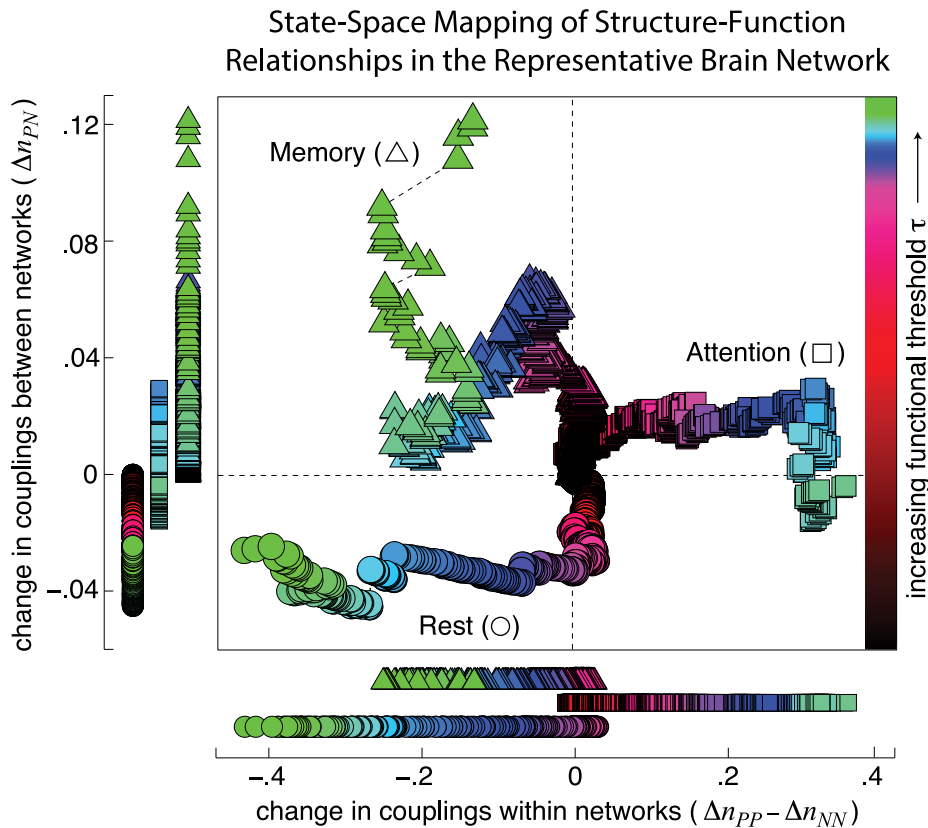 State-Space Mapping of Structure-Function
Relationships in the Representative Brain Network
change in couplings between networks ( Δn_PN )
.12
.08
.04
0
-.04
Memory (△)
Attention (□)
Rest (○)
increasing functional threshold τ →
-.4
-.2
0
.2
.4
change in couplings within networks ( Δn_PP − Δn_NN )